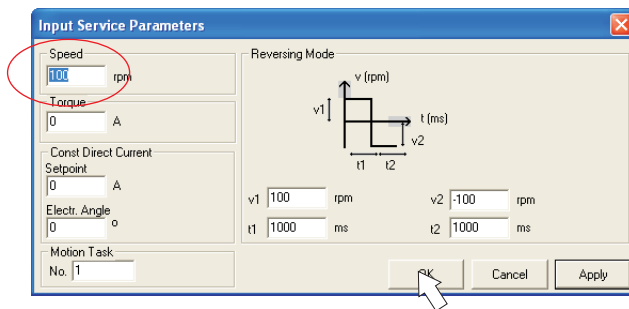 Input Service Parameters
Speed
100 rpm
Torque
0 A
Const Direct Current
Setpoint
0 A
Electr. Angle
0 °
Motion Task
No. 1
Reversing Mode
v (rpm)
v1
t (ms)
v2
t1 t2
v1 100 rpm v2 -100 rpm
t1 1000 ms t2 1000 ms
OK Cancel Apply